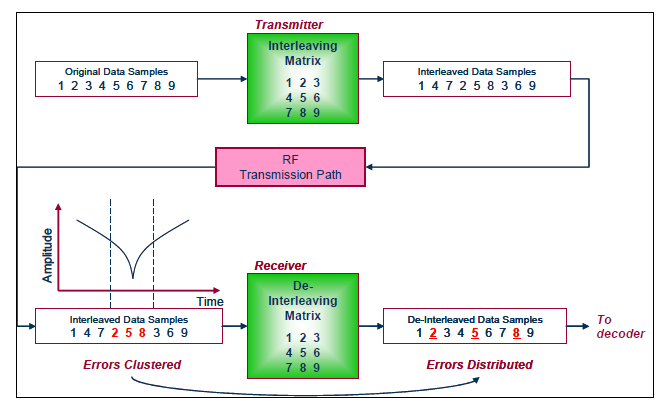 Transmitter
Original Data Samples
1 2 3 4 5 6 7 8 9
Interleaving
Matrix
1 2 3
4 5 6
7 8 9
Interleaved Data Samples
1 4 7 2 5 8 3 6 9
RF
Transmission Path
Amplitude
Time
Receiver
Interleaved Data Samples
1 4 7 2 5 8 3 6 9
De-
Interleaving
Matrix
1 2 3
4 5 6
7 8 9
De-Interleaved Data Samples
1 2 3 4 5 6 7 8 9
To
decoder
Errors Clustered
Errors Distributed